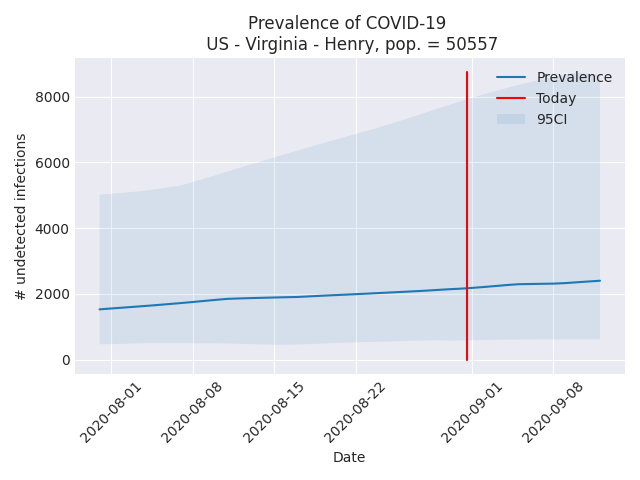 Prevalence of COVID-19
US - Virginia - Henry, pop. = 50557
Prevalence
Today
95CI
8000
6000
4000
2000
0
# undetected infections
2020-08-01
2020-08-08
2020-08-15
2020-08-22
2020-09-01
2020-09-08
Date